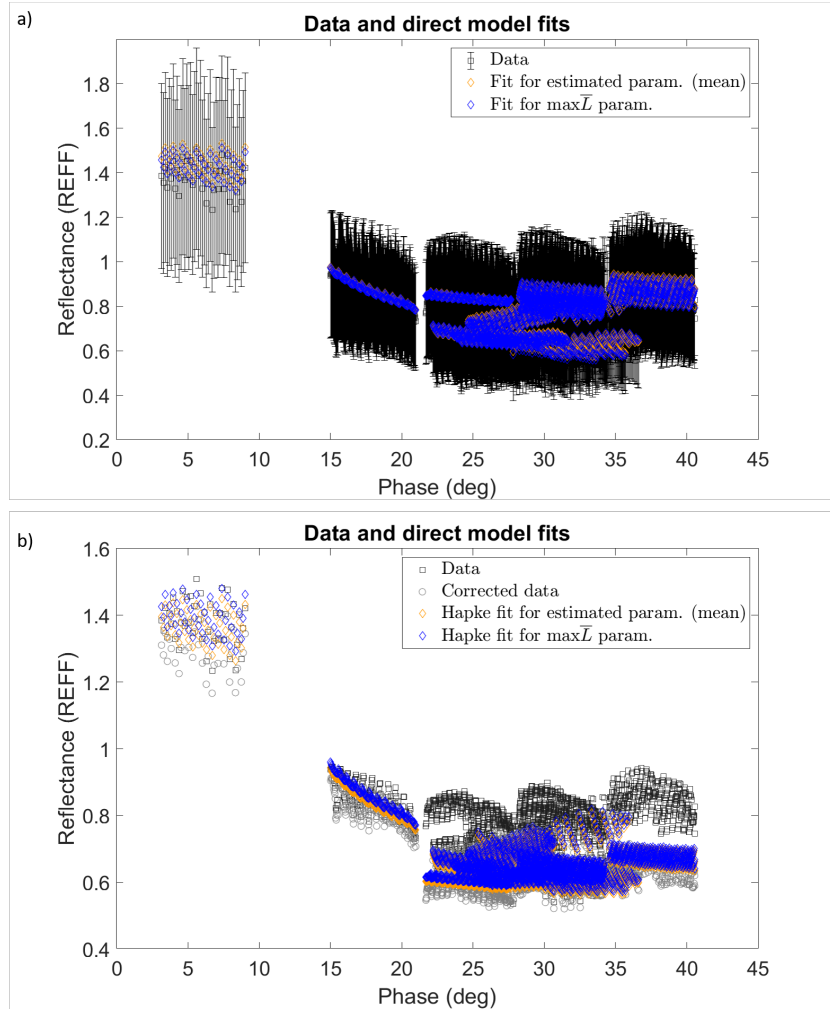 a)
Data and direct model fits
Data
Fit for estimated param. (mean)
Fit for maxL̅ param.
Reflectance (REFF)
1.8
1.6
1.4
1.2
1
0.8
0.6
0.4
0.2
0 5 10 15 20 25 30 35 40 45
Phase (deg)
b)
Data and direct model fits
Data
Corrected data
Hapke fit for estimated param. (mean)
Hapke fit for maxL̅ param.
Reflectance (REFF)
1.6
1.4
1.2
1
0.8
0.6
0.4
0 5 10 15 20 25 30 35 40 45
Phase (deg)